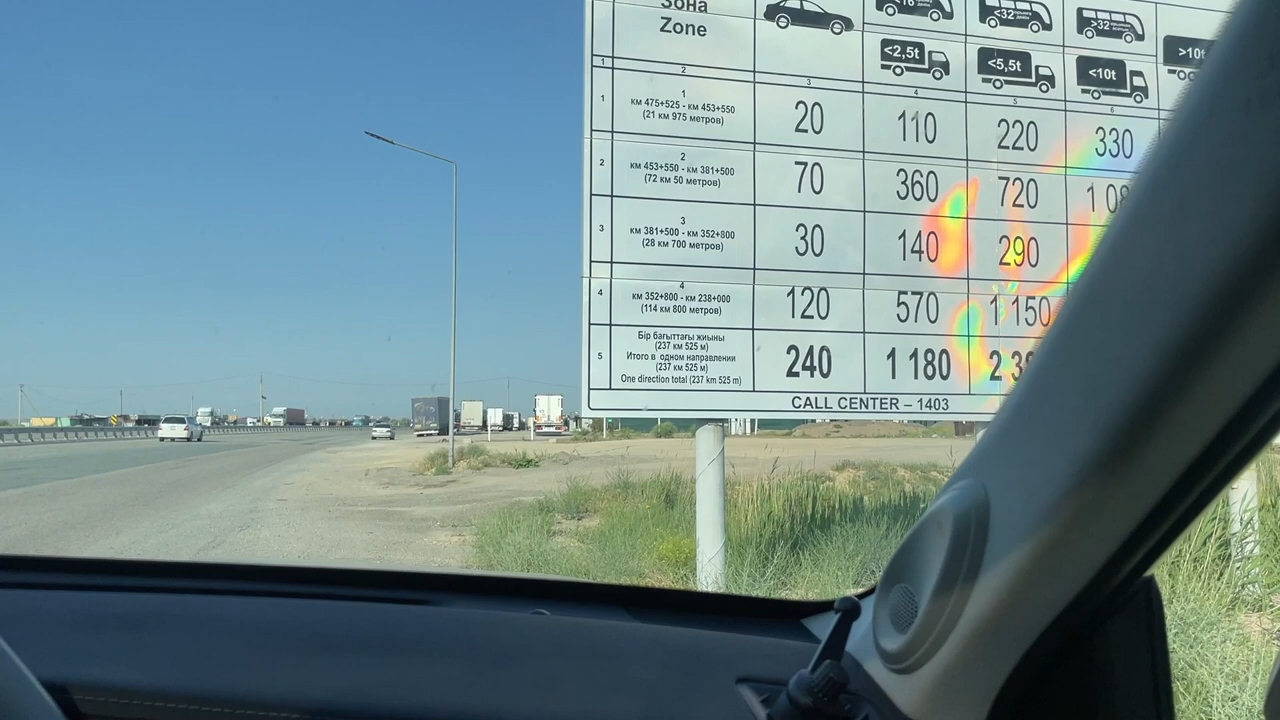 Зона
Zone
<16
<32
>32
<2,5t
<5,5t
<10t
>10t
1 2 3 4 5 6
1
1
км 475+525 - км 453+550
(21 км 975 метров)
20 110 220 330
2
2
км 453+550 - км 381+500
(72 км 50 метров)
70 360 720
3
3
км 381+500 - км 352+800
(28 км 700 метров)
30 140 290
4
4
км 352+800 - км 238+000
(114 км 800 метров)
120 570 1 150
5
Бір бағыттағы жиыны
(237 км 525 м)
Итого в одном направлении
(237 км 525 м)
One direction total (237 km 525 m)
240 1 180
CALL CENTER – 1403